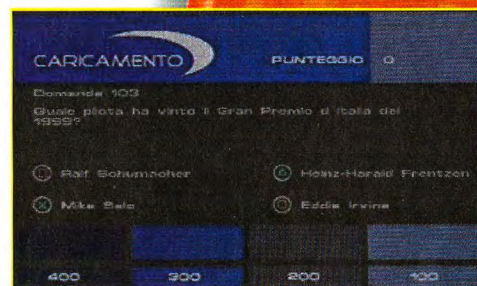 CARICAMENTO
PUNTEGGIO 0
Domanda 103
Quale pilota ha vinto il Gran Premio d'Italia del
1999?
Ralf Schumacher
Heinz-Harald Frentzen
Mika Salo
Eddie Irvine
400 300 200 100